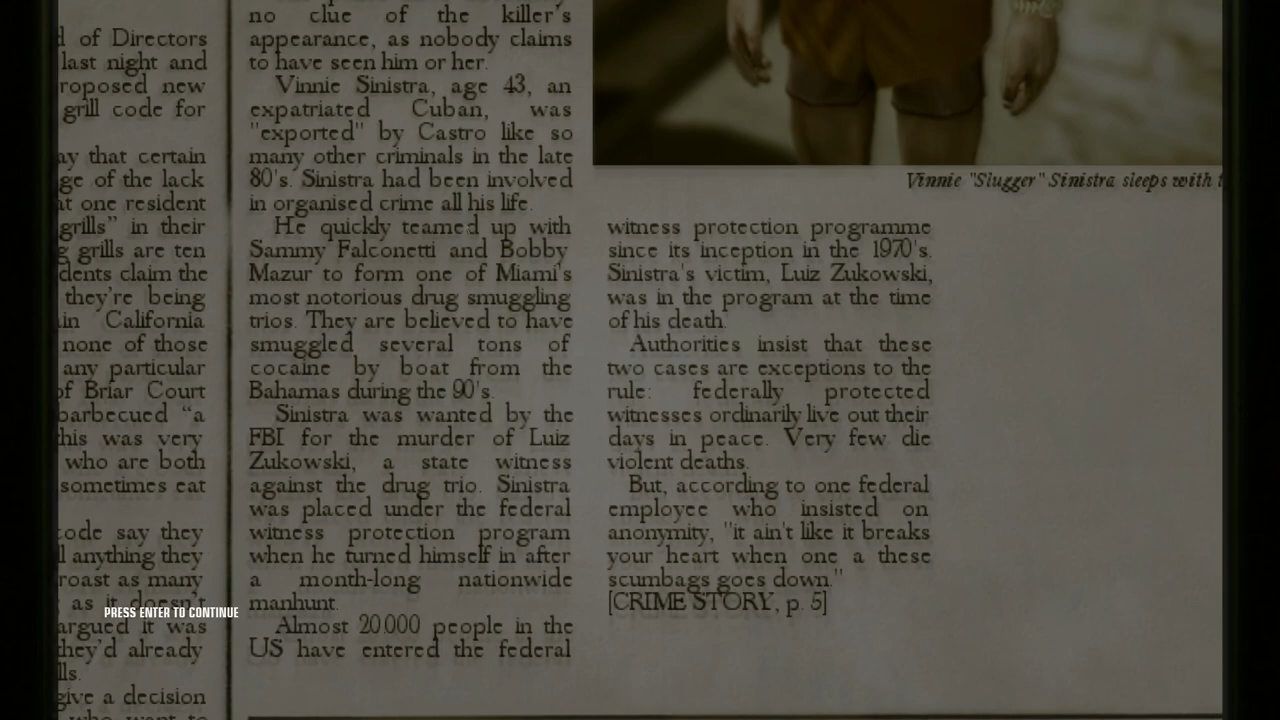 d of Directors
last night and
roposed new
grill code for
ay that certain
ge of the lack
at one resident
grills" in their
g grills are ten
dents claim the
they're being
in California
none of those
any particular
of Briar Court
barbecued "a
this was very
who are both
sometimes eat
code say they
ll anything they
roast as many
as it doesn't
argued it was
they'd already
lls.
give a decision
who want to
no clue of the killer's
appearance, as nobody claims
to have seen him or her.
Vinnie Sinistra, age 43, an
expatriated Cuban, was
"exported" by Castro like so
many other criminals in the late
80's. Sinistra had been involved
in organised crime all his life.
He quickly teamed up with
Sammy Falconetti and Bobby
Mazur to form one of Miami's
most notorious drug smuggling
trios. They are believed to have
smuggled several tons of
cocaine by boat from the
Bahamas during the 90's.
Sinistra was wanted by the
FBI for the murder of Luiz
Zukowski, a state witness
against the drug trio. Sinistra
was placed under the federal
witness protection program
when he turned himself in after
a month-long nationwide
manhunt.
Almost 20.000 people in the
US have entered the federal
Vinnie "Slugger" Sinistra sleeps with t
witness protection programme
since its inception in the 1970's.
Sinistra's victim, Luiz Zukowski,
was in the program at the time
of his death.
Authorities insist that these
two cases are exceptions to the
rule: federally protected
witnesses ordinarily live out their
days in peace. Very few die
violent deaths.
But, according to one federal
employee who insisted on
anonymity, "it ain't like it breaks
your heart when one a these
scumbags goes down."
[CRIME STORY, p. 5]
PRESS ENTER TO CONTINUE